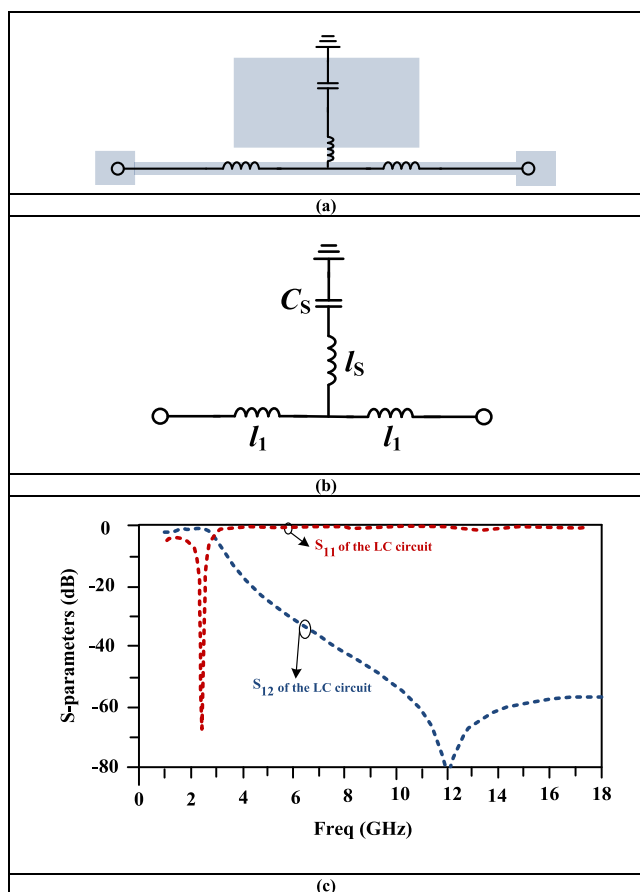 (a)
C_S
l_S
l_1 l_1
(b)
0
-20
-40
-60
-80
S-parameters (dB)
S_11 of the LC circuit
S_12 of the LC circuit
0 2 4 6 8 10 12 14 16 18
Freq (GHz)
(c)